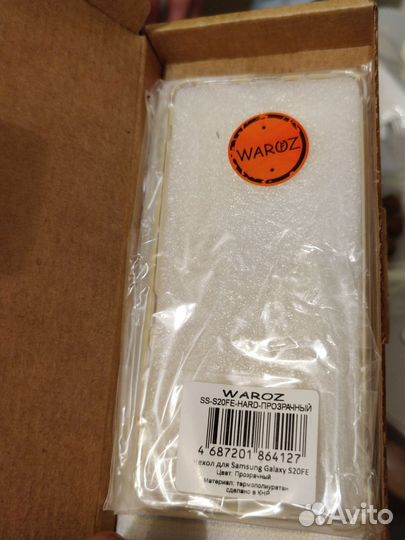 WAROZ
WAROZ
SS-S20FE-HARD-ПРОЗРАЧНЫЙ
4 687201 864127
Чехол для Samsung Galaxy S20FE
Цвет: Прозрачный
Материал: термополиуретан
сделано в КНР
Avito